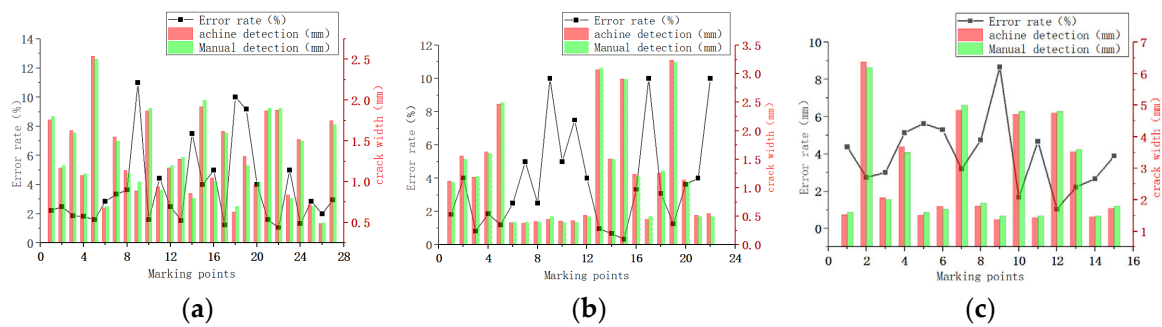 Error rate（%）
achine detection（mm）
Manual detection（mm）
14
12
10
8
6
4
2
0
Error rate（%）
2.5
2.0
1.5
1.0
0.5
crack width（mm）
0 4 8 12 16 20 24 28
Marking points
(a)
Error rate（%）
achine detection（mm）
Manual detection（mm）
12
10
8
6
4
2
0
Error rate（%）
3.5
3.0
2.5
2.0
1.5
1.0
0.5
0.0
crack width（mm）
0 4 8 12 16 20 24
Marking points
(b)
Error rate（%）
achine detection（mm）
Manual detection（mm）
10
8
6
4
2
0
Error rate（mm）
7
6
5
4
3
2
1
crack width（mm）
0 2 4 6 8 10 12 14 16
Marking points
(c)